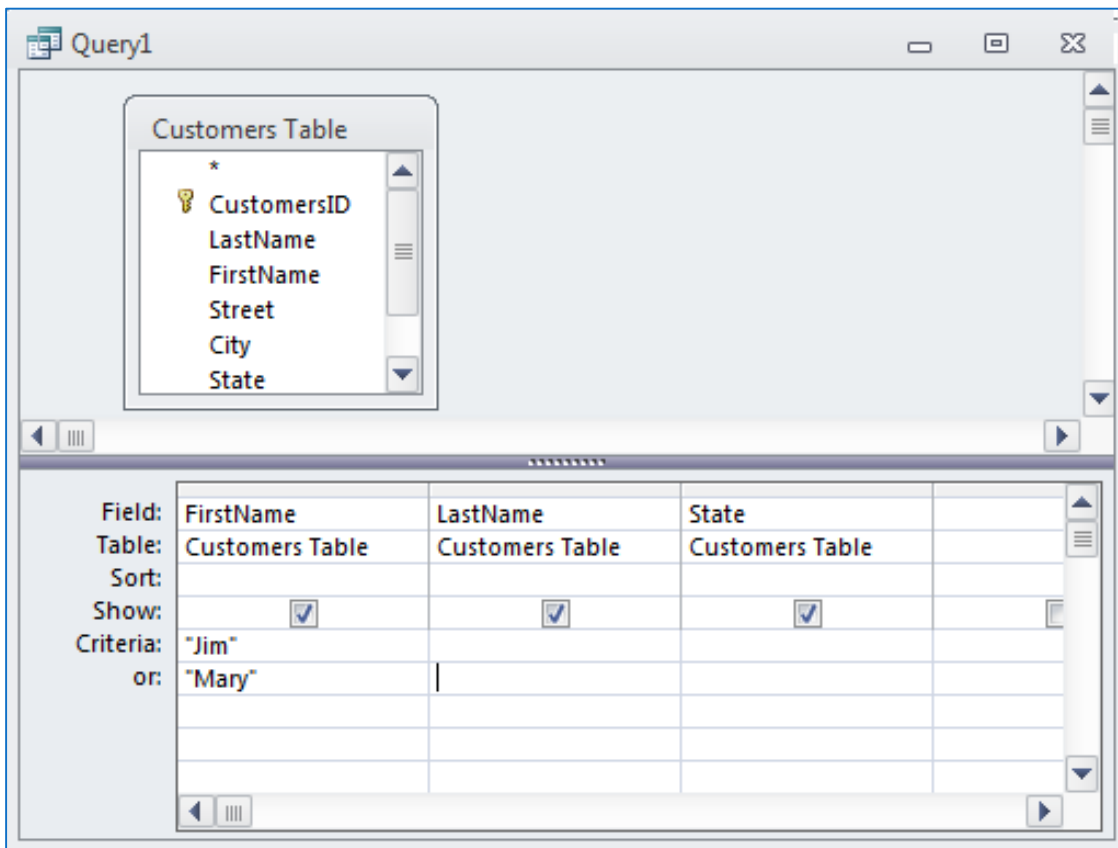 Query1
Customers Table
*
CustomersID
LastName
FirstName
Street
City
State
Field: FirstName LastName State
Table: Customers Table Customers Table Customers Table
Sort:
Show:
Criteria: "Jim"
or: "Mary"